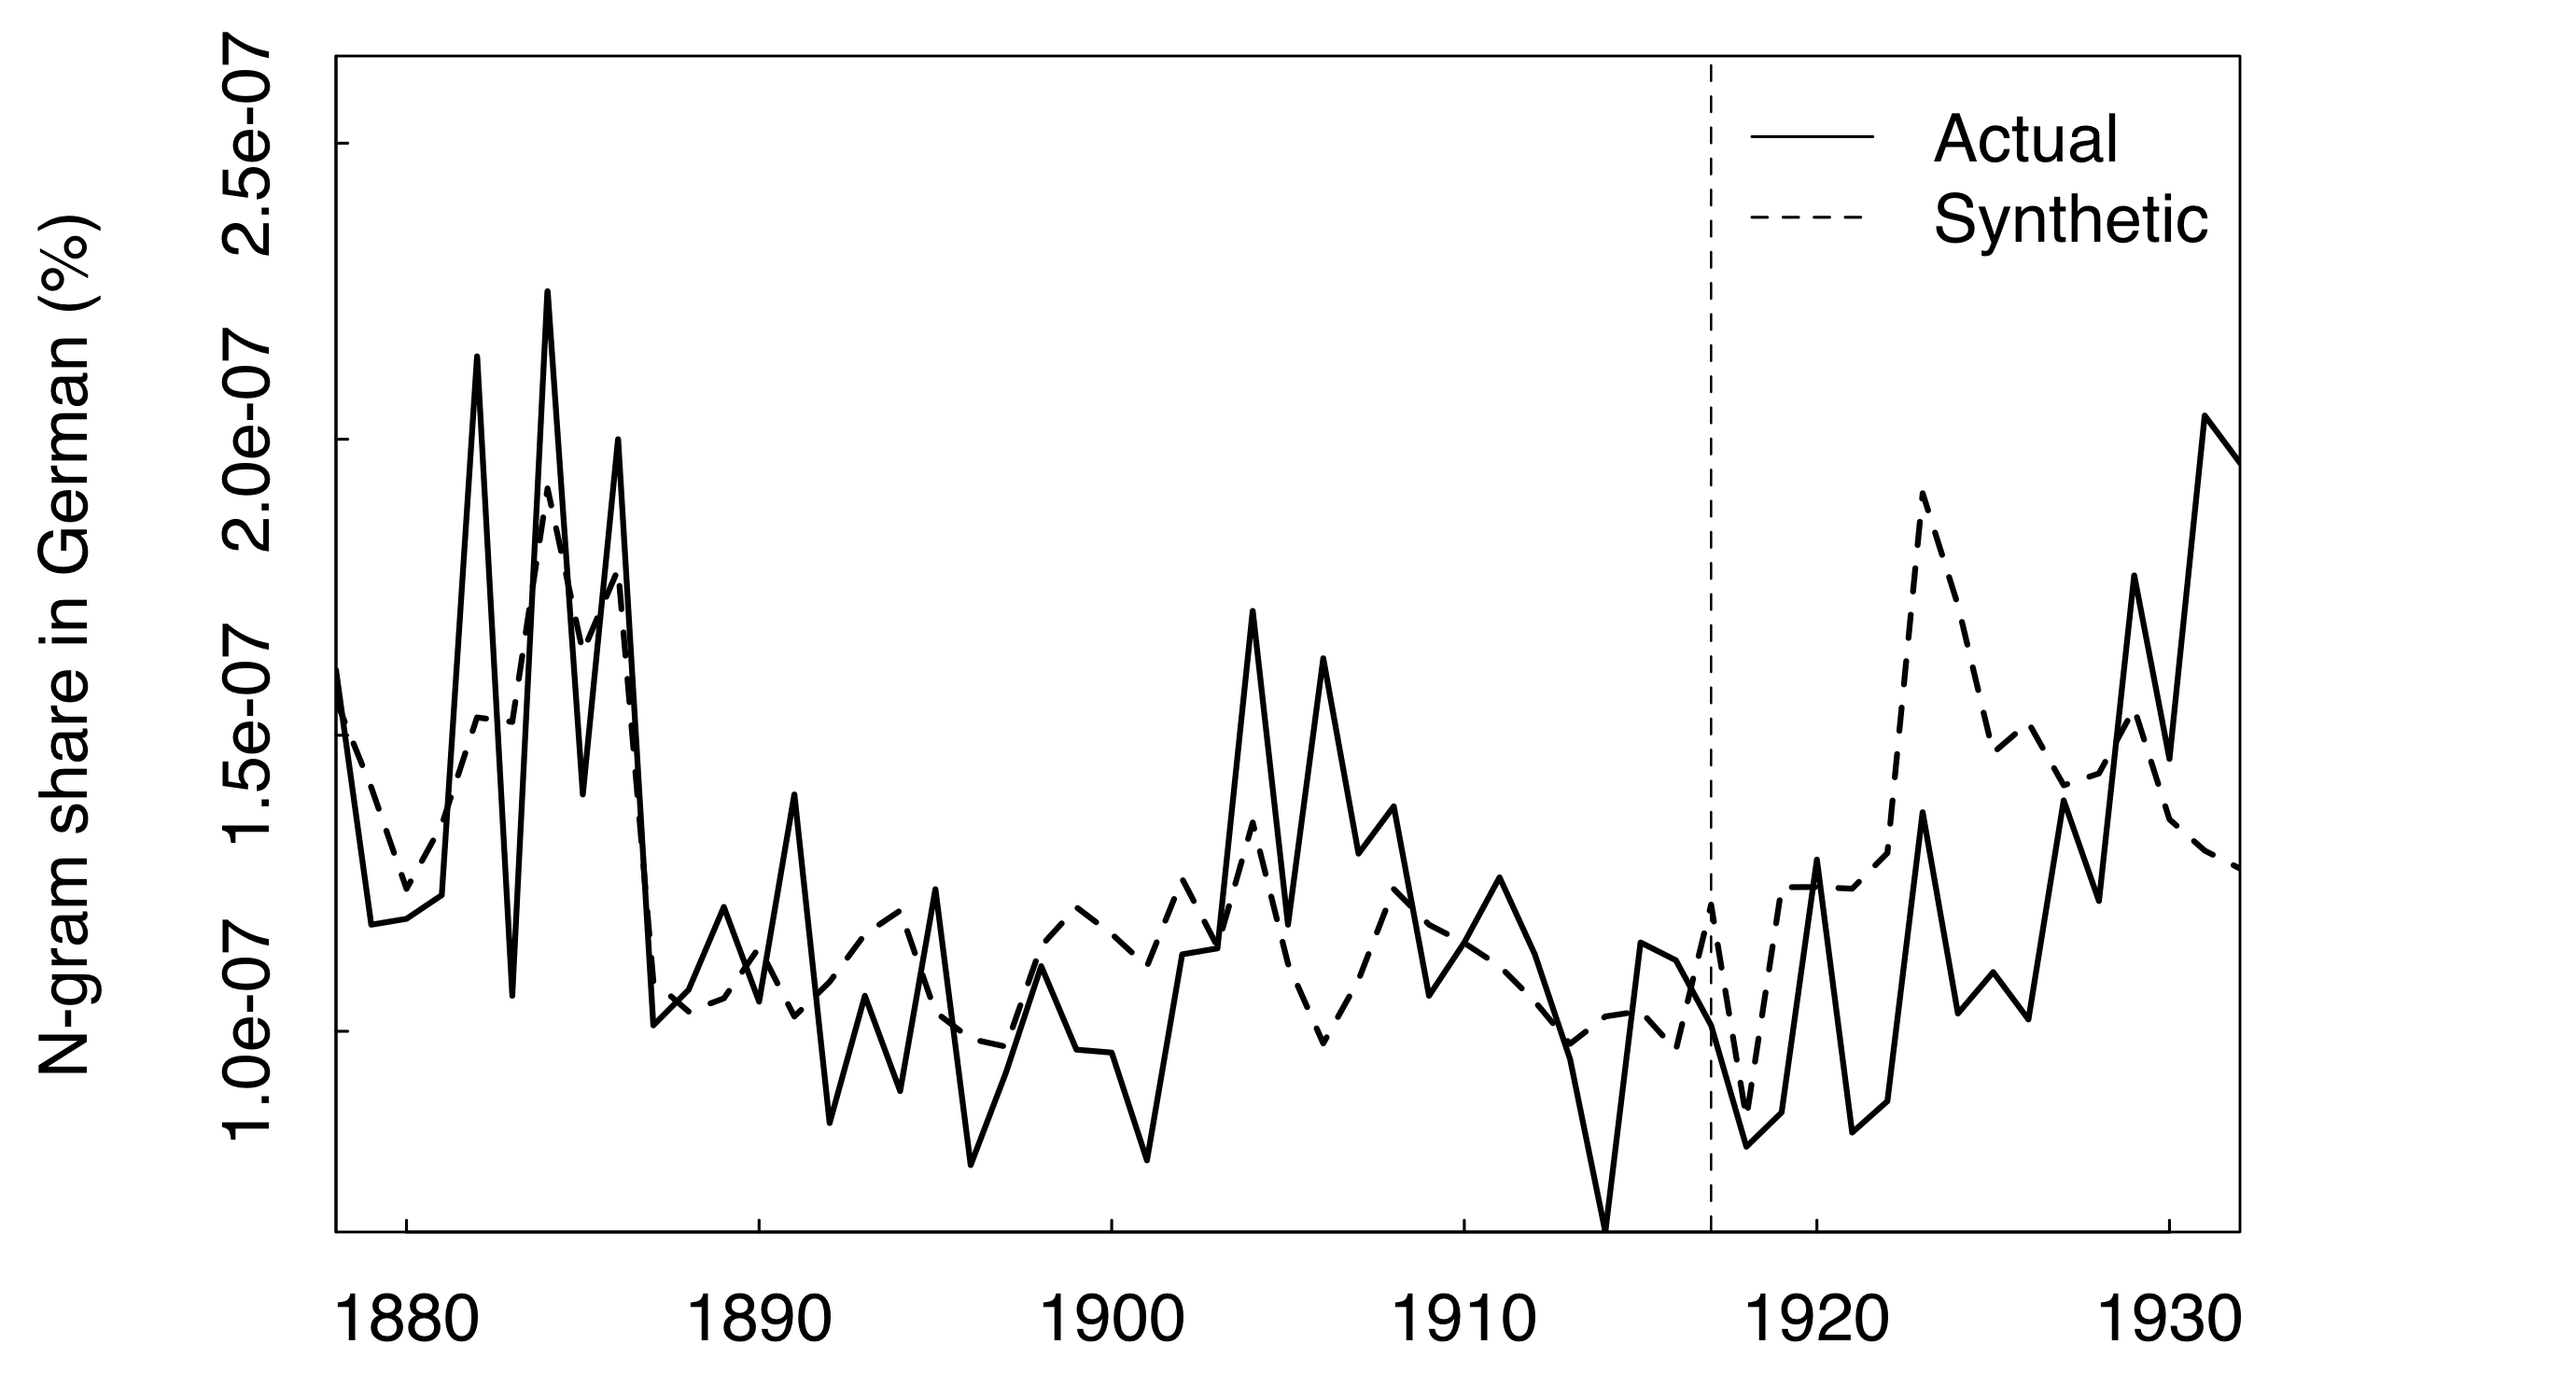 N-gram share in German (%)
2.5e-07
2.0e-07
1.5e-07
1.0e-07
Actual
Synthetic
1880 1890 1900 1910 1920 1930